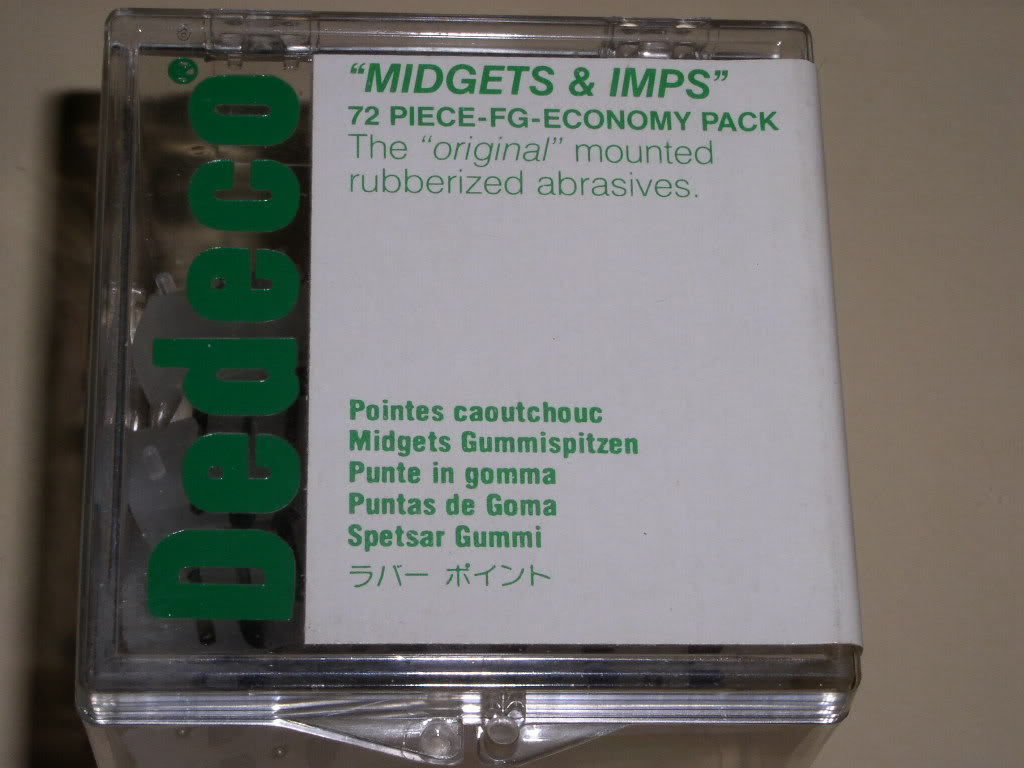 Dedeco®
"MIDGETS & IMPS"
72 PIECE-FG-ECONOMY PACK
The "original" mounted
rubberized abrasives.
Pointes caoutchouc
Midgets Gummispitzen
Punte in gomma
Puntas de Goma
Spetsar Gummi
ラバー ポイント